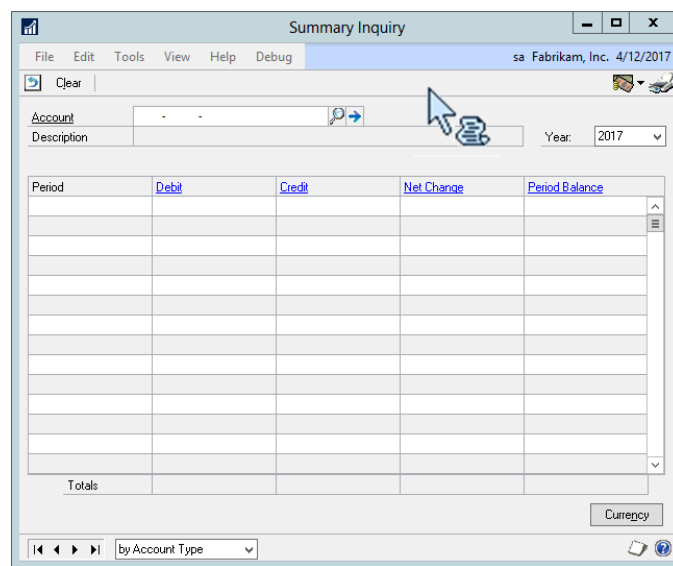 Summary Inquiry
File Edit Tools View Help Debug sa Fabrikam, Inc. 4/12/2017
Clear
Account - -
Description Year: 2017
Period Debit Credit Net Change Period Balance
Totals
Currency
by Account Type